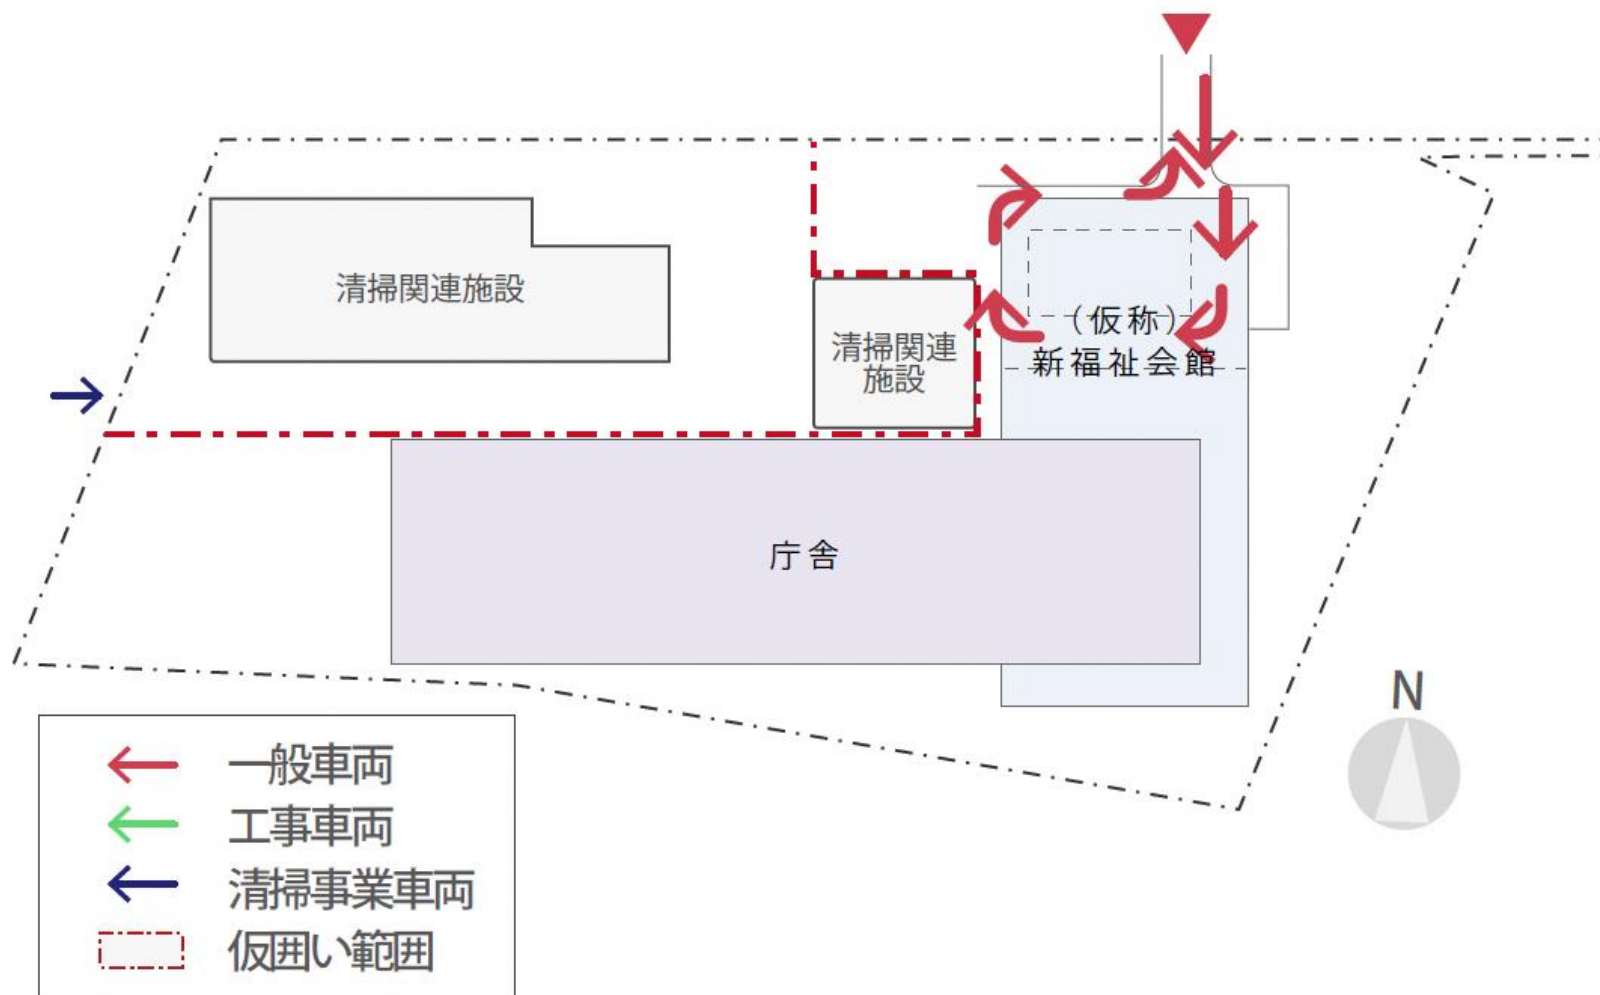 清掃関連施設
清掃関連
施設
（仮称）
新福祉会館
庁舎
N
一般車両
工事車両
清掃事業車両
仮囲い範囲